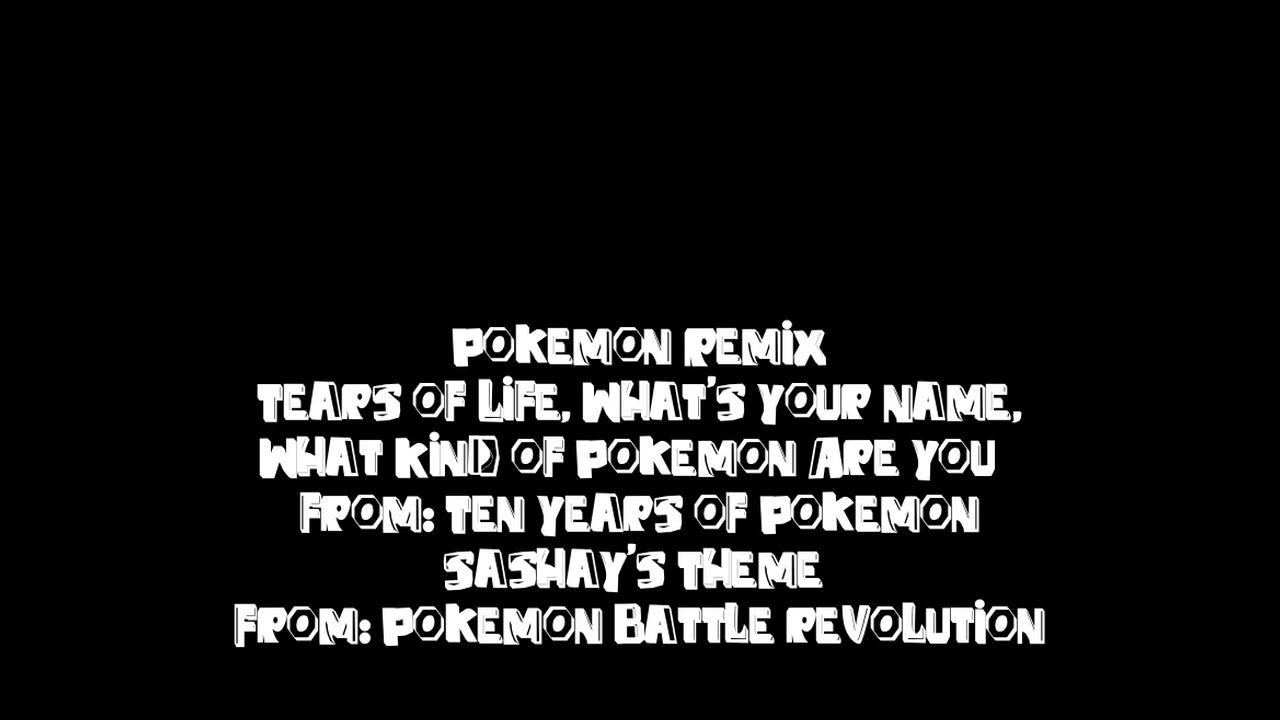 POKEMON REMIX
TEARS OF LiFE, WHAT'S YOUR NAME,
WHAT KiND OF POKEMON ARE YOU
FROM: TEN YEARS OF POKEMON
SASHAY'S THEME
FROM: POKEMON BATTLE REVOLUTiON